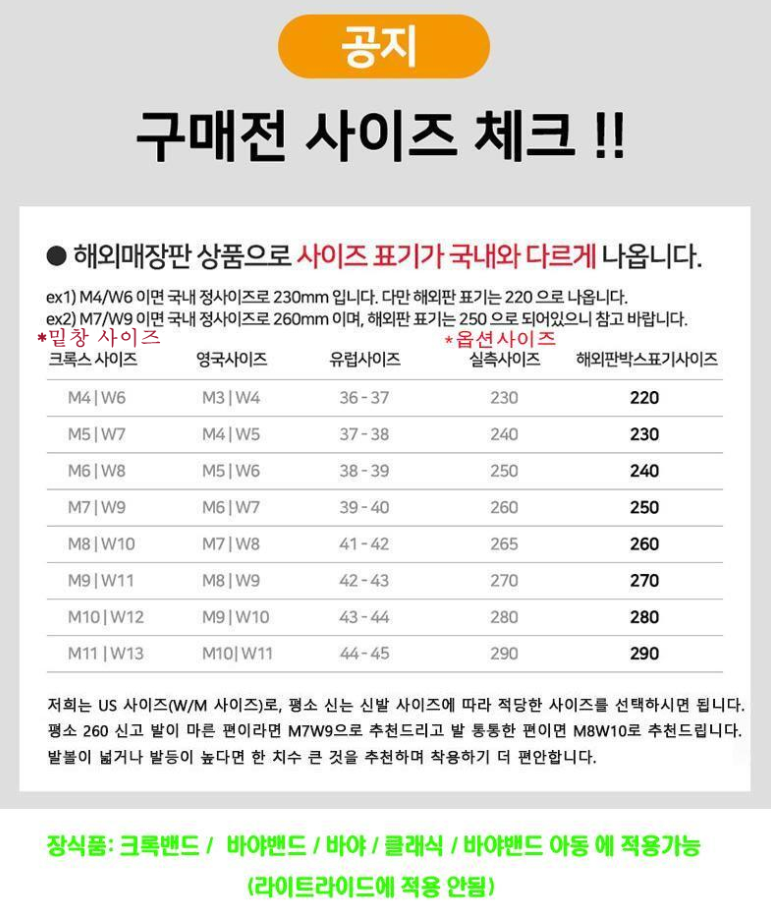 공지
구매전 사이즈 체크 !!
● 해외매장판 상품으로 사이즈 표기가 국내와 다르게 나옵니다.
ex1) M4/W6 이면 국내 정사이즈로 230mm 입니다. 다만 해외판 표기는 220 으로 나옵니다.
ex2) M7/W9 이면 국내 정사이즈로 260mm 이며, 해외판 표기는 250 으로 되어있으니 참고 바랍니다.
*밑창 사이즈 *옵션사이즈
크록스 사이즈 영국사이즈 유럽사이즈 실측사이즈 해외판박스표기사이즈
M4|W6 M3|W4 36-37 230 220
M5|W7 M4|W5 37-38 240 230
M6|W8 M5|W6 38-39 250 240
M7|W9 M6|W7 39-40 260 250
M8|W10 M7|W8 41-42 265 260
M9|W11 M8|W9 42-43 270 270
M10|W12 M9|W10 43-44 280 280
M11|W13 M10|W11 44-45 290 290
저희는 US 사이즈(W/M 사이즈)로, 평소 신는 신발 사이즈에 따라 적당한 사이즈를 선택하시면 됩니다.
평소 260 신고 발이 마른 편이라면 M7W9으로 추천드리고 발 통통한 편이면 M8W10로 추천드립니다.
발볼이 넓거나 발등이 높다면 한 치수 큰 것을 추천하며 착용하기 더 편안합니다.
장식품: 크록밴드 / 바야밴드 / 바야 / 클래식 / 바야밴드 아동 에 적용가능
(라이트라이드에 적용 안됨)